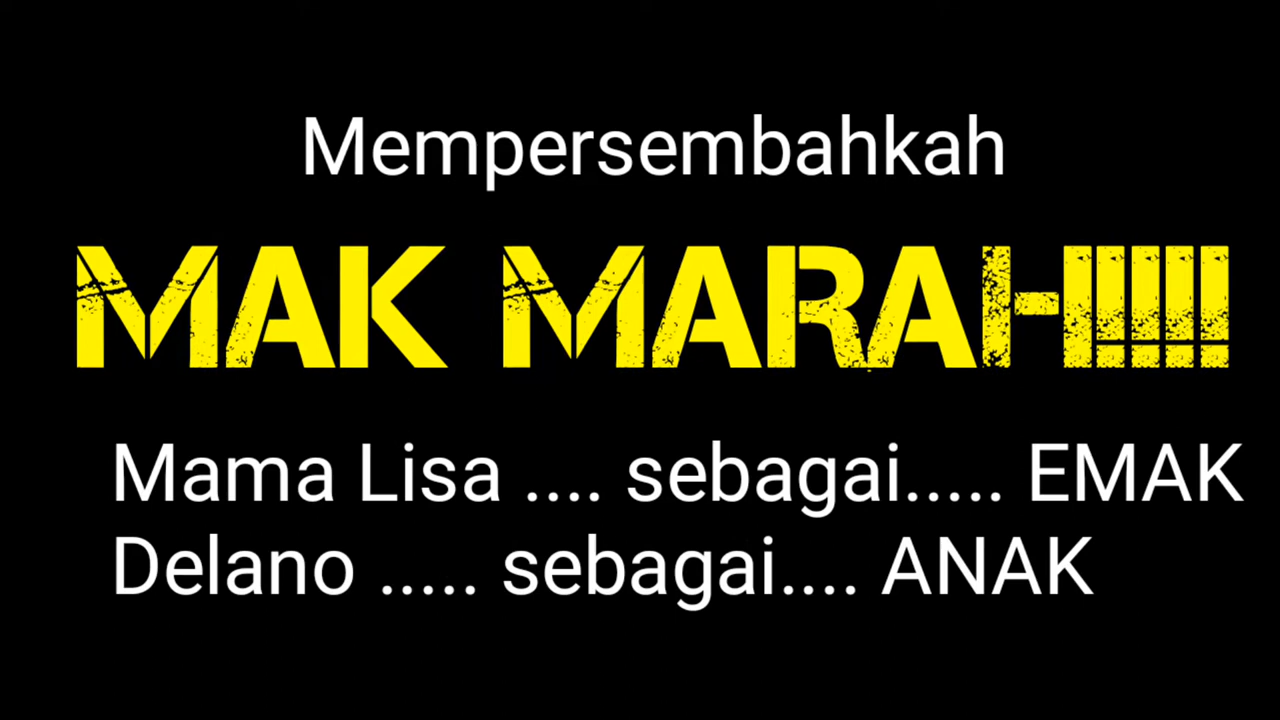 Mempersembahkah
MAK MARAH!!!!
Mama Lisa .... sebagai..... EMAK
Delano ..... sebagai.... ANAK